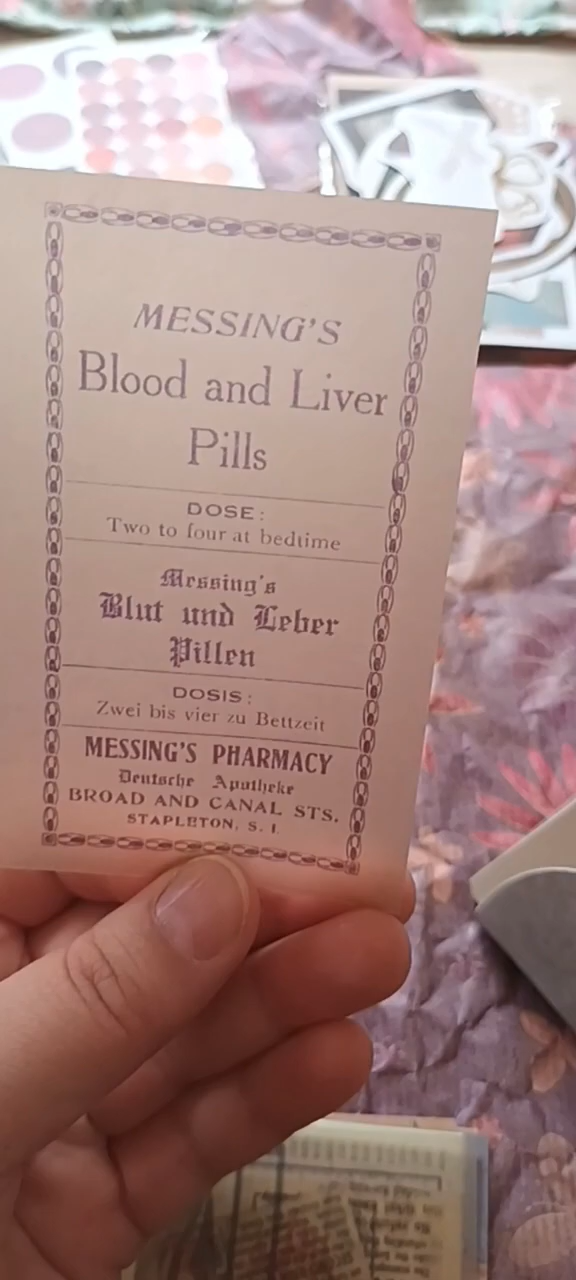 MESSING'S
Blood and Liver
Pills
DOSE:
Two to four at bedtime
Messing's
Blut und Leber
Pillen
DOSIS:
Zwei bis vier zu Bettzeit
MESSING'S PHARMACY
Deutsche Apotheke
BROAD AND CANAL STS.
STAPLETON, S. I.